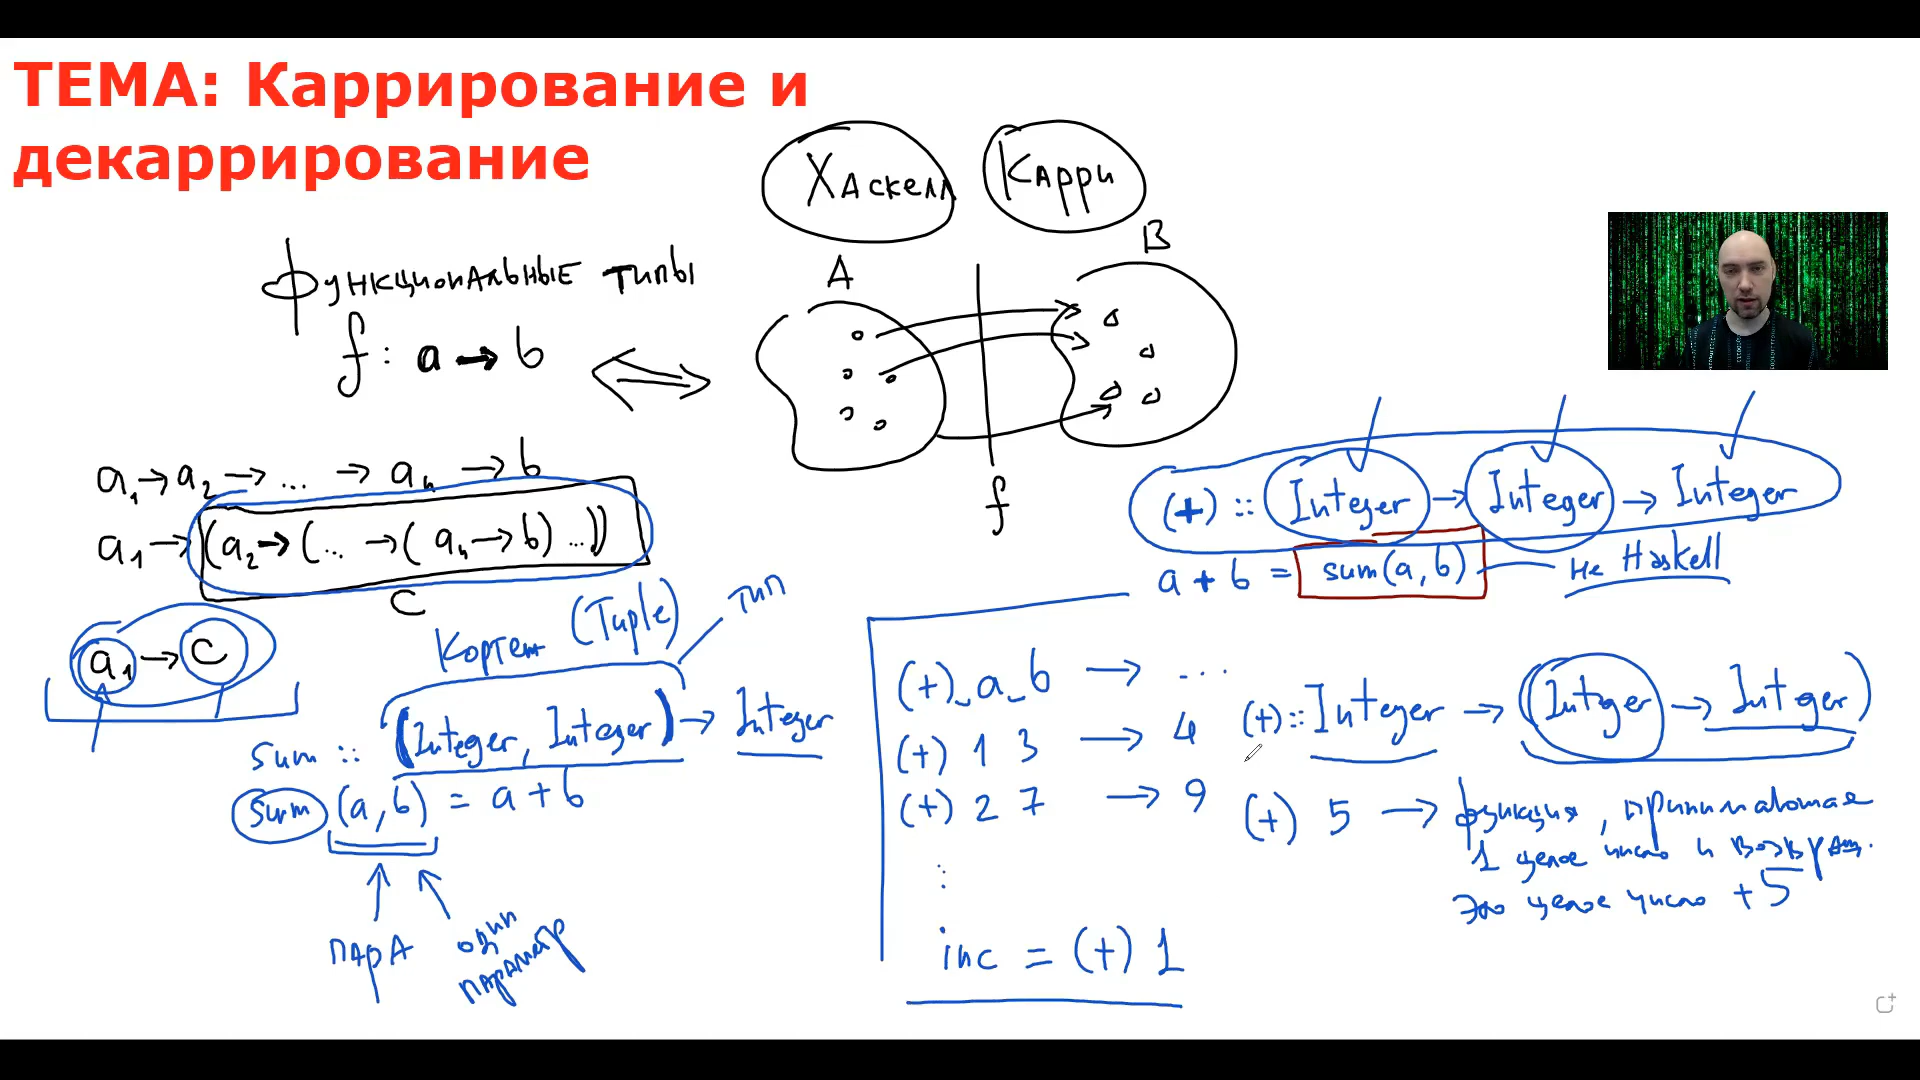 ТЕМА: Каррирование и
декаррирование
Хаскелл Карри
Функциональные типы
f : a → b
A
B
f
a₁ → a₂ → ... → aₙ → b
a₁ → (a₂ → (... → (aₙ → b) ...))
c
a₁ → c
Кортеж (Tuple)
тип
sum :: (Integer, Integer) → Integer
sum (a, b) = a + b
пара
один
параметр
(+) :: Integer → Integer → Integer
a + b = sum(a, b)
не Haskell
(+)␣a␣b → ...
(+) 1 3 → 4
(+) 2 7 → 9
⋮
inc = (+) 1
(+) :: Integer → (Integer → Integer)
(+) 5 → функция, принимающая
1 целое число и возвращ.
это целое число +5